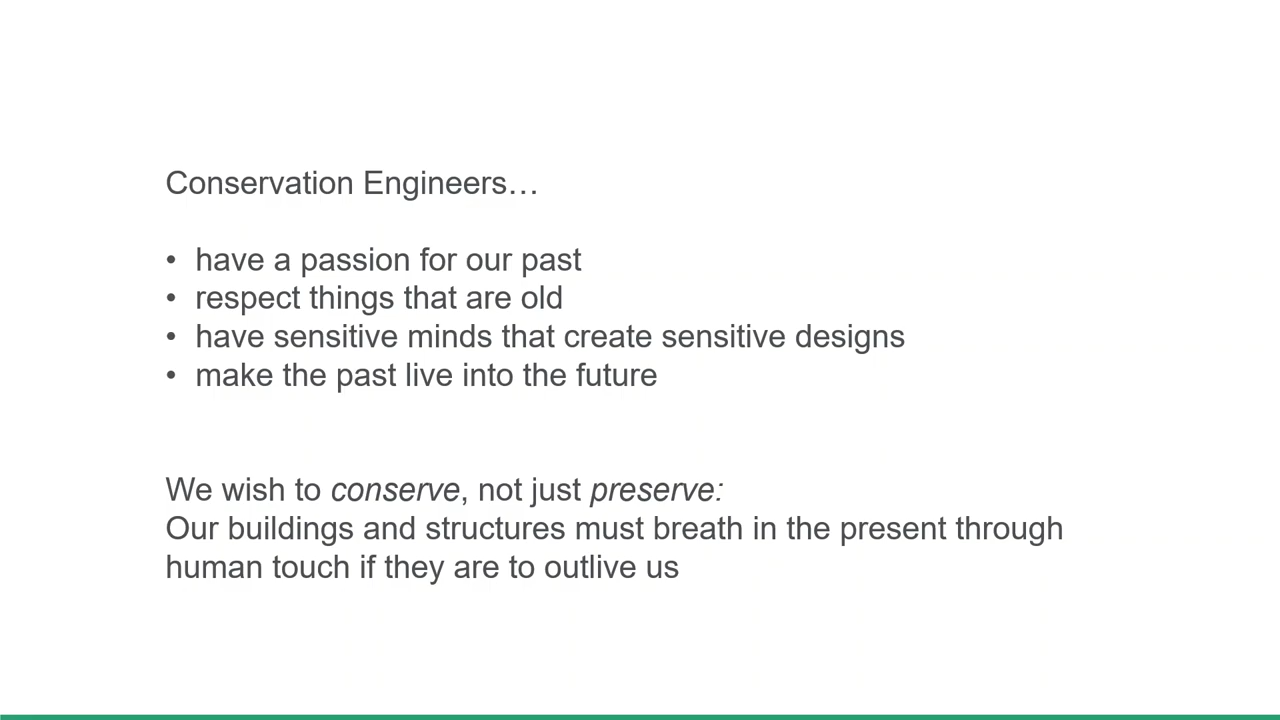 Conservation Engineers…
• have a passion for our past
• respect things that are old
• have sensitive minds that create sensitive designs
• make the past live into the future
We wish to conserve, not just preserve:
Our buildings and structures must breath in the present through
human touch if they are to outlive us